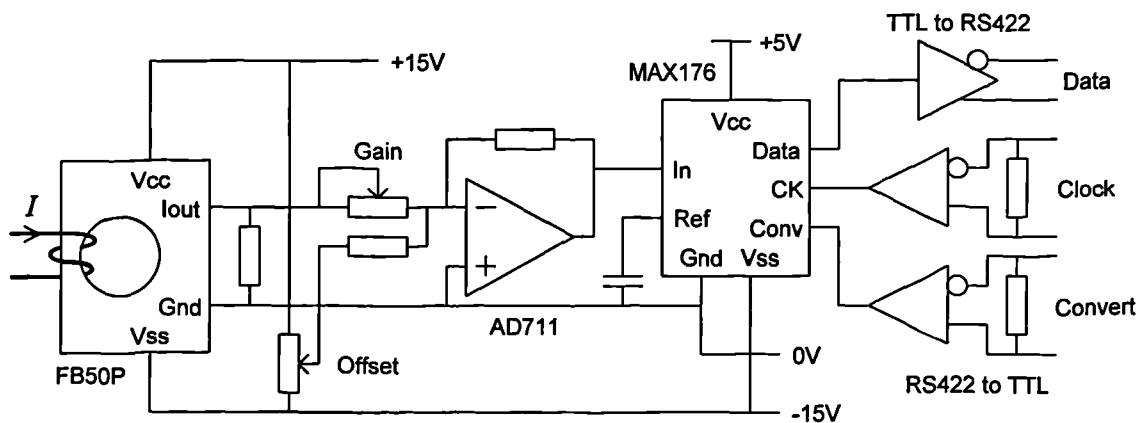 TTL to RS422
+5V
+15V
MAX176
Data
Vcc
Gain
Vcc
Data
I
Iout
In
CK
Clock
−
Ref
Conv
+
Gnd
Vss
Gnd
Convert
Vss
AD711
0V
Offset
FB50P
RS422 to TTL
-15V